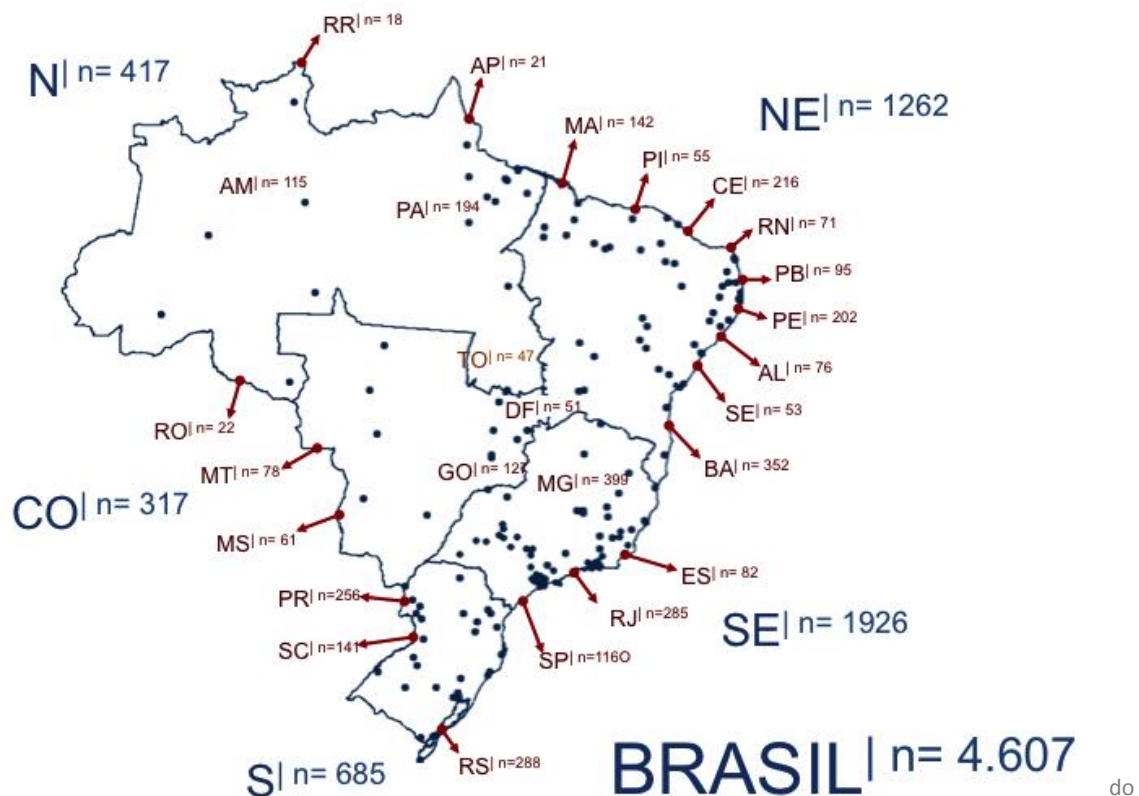 RR| n= 18
N| n= 417
AP| n= 21
NE| n= 1262
MA| n= 142
PI| n= 55
CE| n= 216
AM| n= 115
PA| n= 194
RN| n= 71
PB| n= 95
PE| n= 202
TO| n= 47
AL| n= 76
DF| n= 51
SE| n= 53
RO| n= 22
BA| n= 352
MT| n= 78
GO| n= 127
MG| n= 399
CO| n= 317
MS| n= 61
ES| n= 82
PR| n=256
RJ| n=285
SE| n= 1926
SC| n=141
SP| n=116O
BRASIL| n= 4.607
RS| n=288
S| n= 685
do